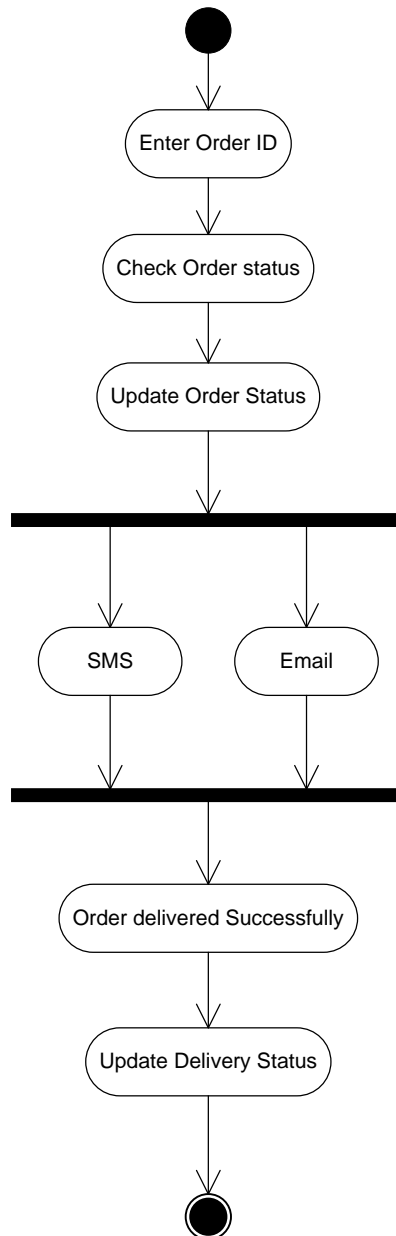 Enter Order ID
Check Order status
Update Order Status
SMS
Email
Order delivered Successfully
Update Delivery Status